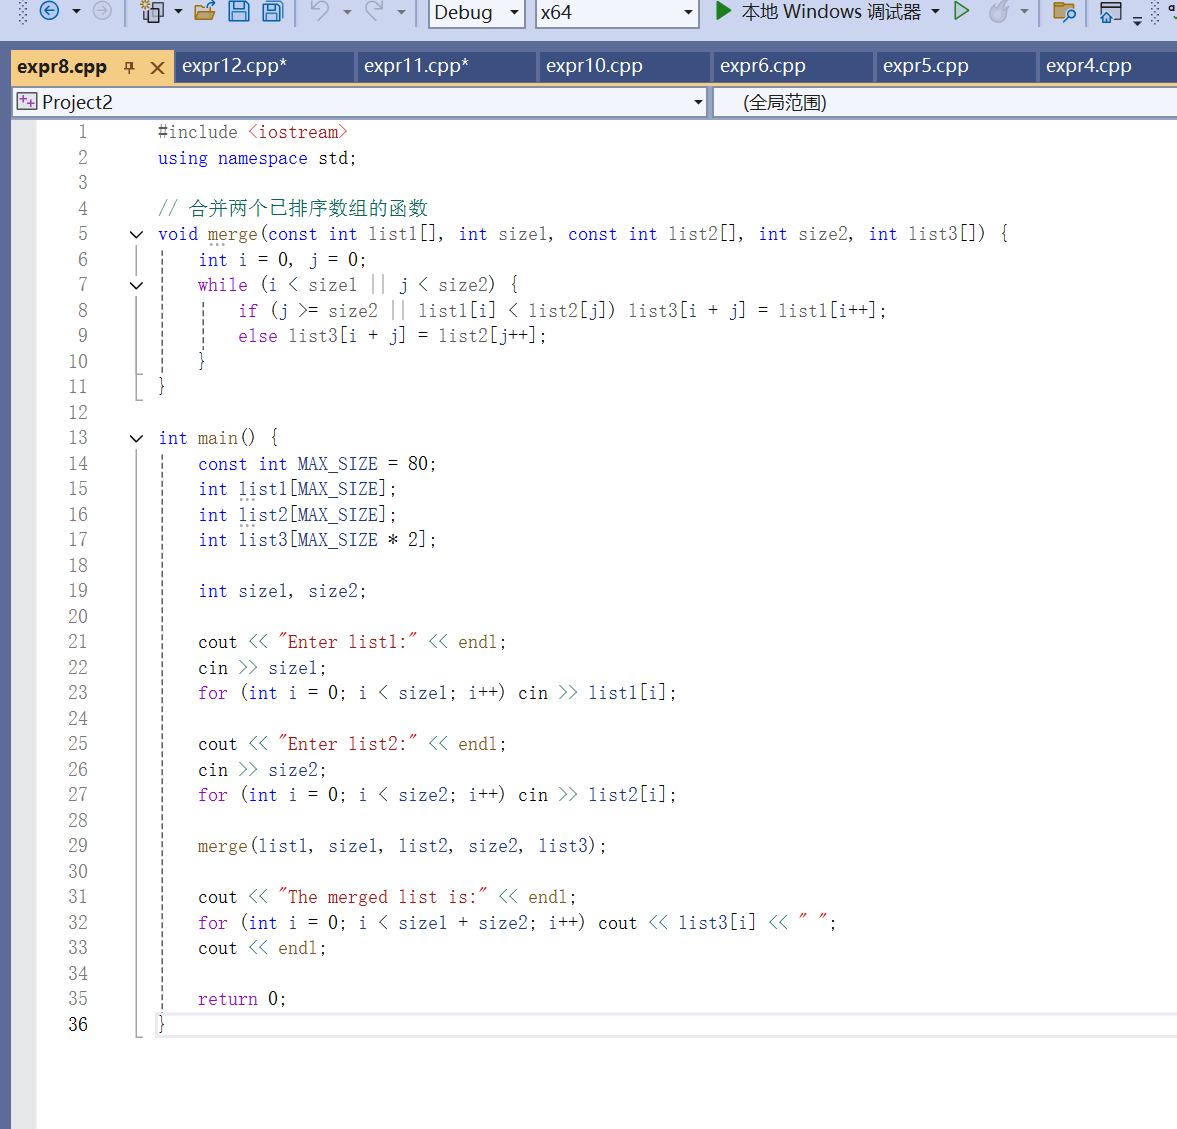 Debug x64 本地 Windows 调试器
expr8.cpp expr12.cpp* expr11.cpp* expr10.cpp expr6.cpp expr5.cpp expr4.cpp
Project2 (全局范围)
1 #include <iostream>
2 using namespace std;
3
4 // 合并两个已排序数组的函数
5 void merge(const int list1[], int size1, const int list2[], int size2, int list3[]) {
6 int i = 0, j = 0;
7 while (i < size1 || j < size2) {
8 if (j >= size2 || list1[i] < list2[j]) list3[i + j] = list1[i++];
9 else list3[i + j] = list2[j++];
10 }
11 }
12
13 int main() {
14 const int MAX_SIZE = 80;
15 int list1[MAX_SIZE];
16 int list2[MAX_SIZE];
17 int list3[MAX_SIZE * 2];
18
19 int size1, size2;
20
21 cout << "Enter list1:" << endl;
22 cin >> size1;
23 for (int i = 0; i < size1; i++) cin >> list1[i];
24
25 cout << "Enter list2:" << endl;
26 cin >> size2;
27 for (int i = 0; i < size2; i++) cin >> list2[i];
28
29 merge(list1, size1, list2, size2, list3);
30
31 cout << "The merged list is:" << endl;
32 for (int i = 0; i < size1 + size2; i++) cout << list3[i] << " ";
33 cout << endl;
34
35 return 0;
36 }